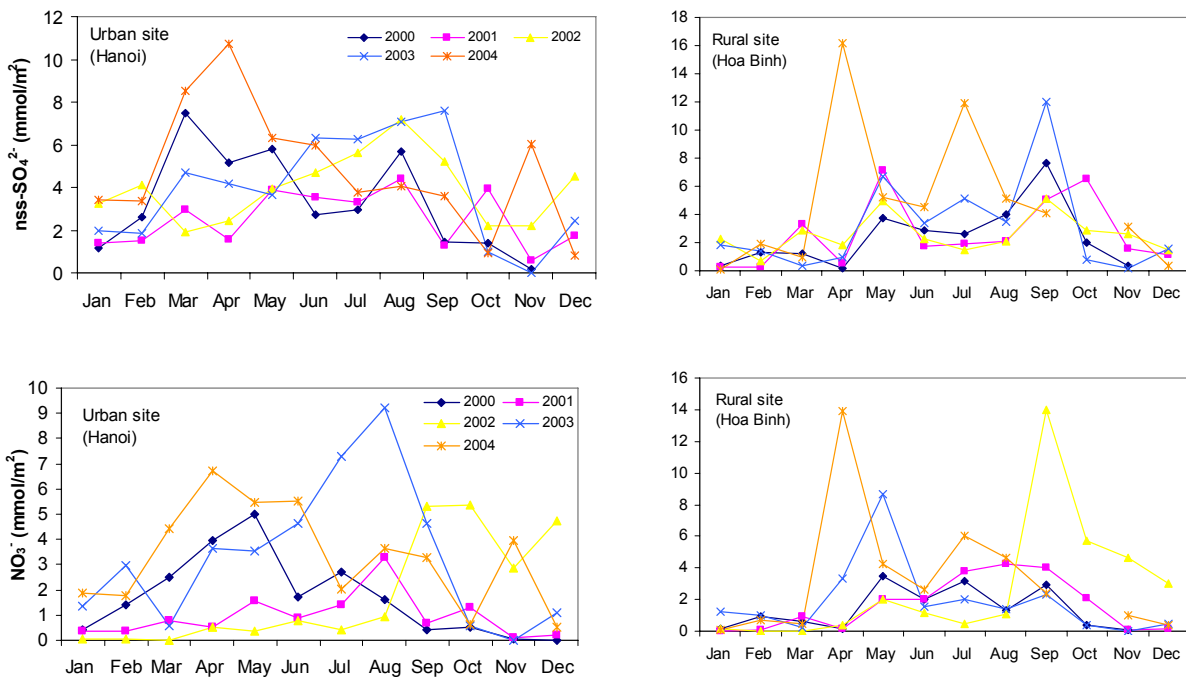 nss-SO₄²⁻ (mmol/m²)
12
10
8
6
4
2
0
Urban site
(Hanoi)
2000 2001 2002
2003 2004
Jan Feb Mar Apr May Jun Jul Aug Sep Oct Nov Dec
18
16
14
12
10
8
6
4
2
0
Rural site
(Hoa Binh)
Jan Feb Mar Apr May Jun Jul Aug Sep Oct Nov Dec
NO₃⁻ (mmol/m²)
10
9
8
7
6
5
4
3
2
1
0
Urban site
(Hanoi)
2000 2001
2002 2003
2004
Jan Feb Mar Apr May Jun Jul Aug Sep Oct Nov Dec
16
14
12
10
8
6
4
2
0
Rural site
(Hoa Binh)
Jan Feb Mar Apr May Jun Jul Aug Sep Oct Nov Dec